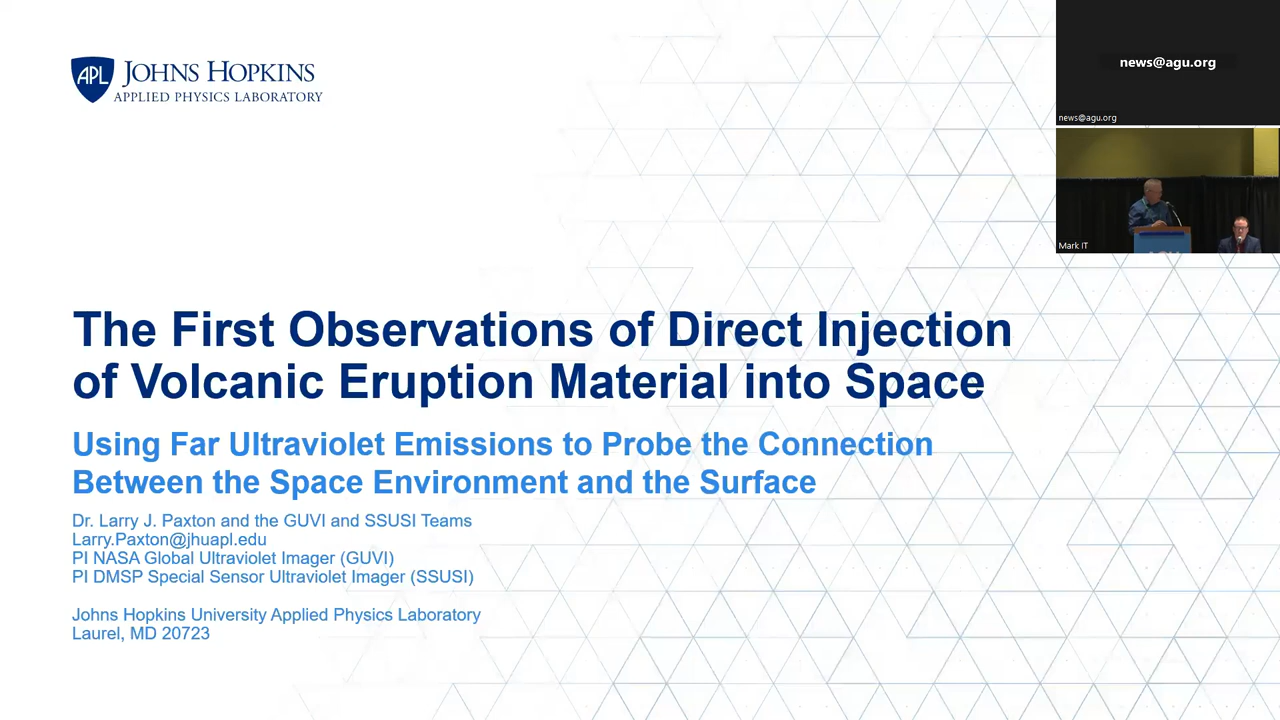 APL JOHNS HOPKINS
APPLIED PHYSICS LABORATORY
news@agu.org
news@agu.org
Mark IT
The First Observations of Direct Injection
of Volcanic Eruption Material into Space
Using Far Ultraviolet Emissions to Probe the Connection
Between the Space Environment and the Surface
Dr. Larry J. Paxton and the GUVI and SSUSI Teams
Larry.Paxton@jhuapl.edu
PI NASA Global Ultraviolet Imager (GUVI)
PI DMSP Special Sensor Ultraviolet Imager (SSUSI)
Johns Hopkins University Applied Physics Laboratory
Laurel, MD 20723